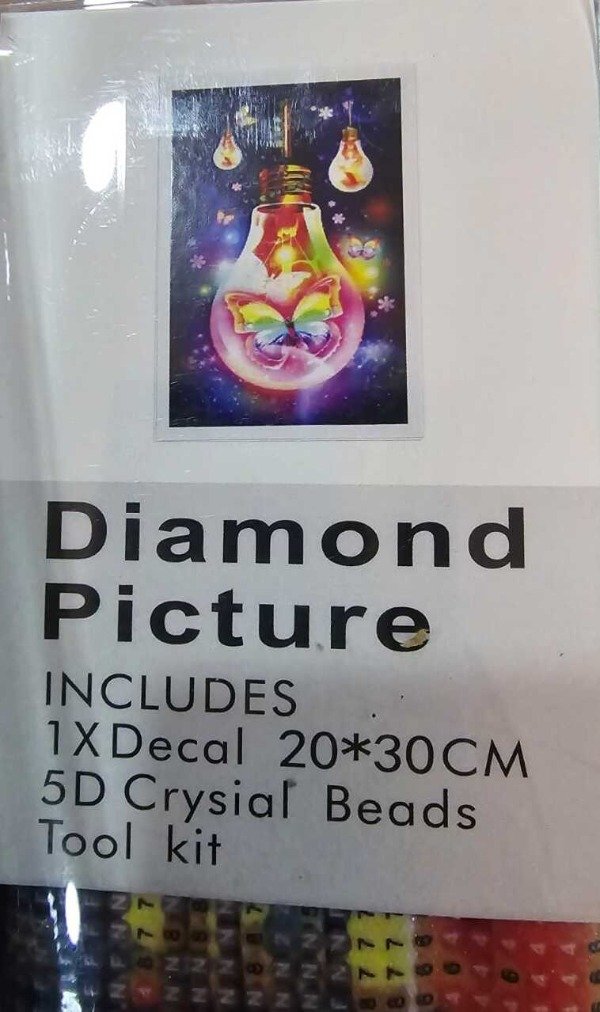 Diamond
Picture
INCLUDES
1XDecal 20*30CM
5D Crysial Beads
Tool kit